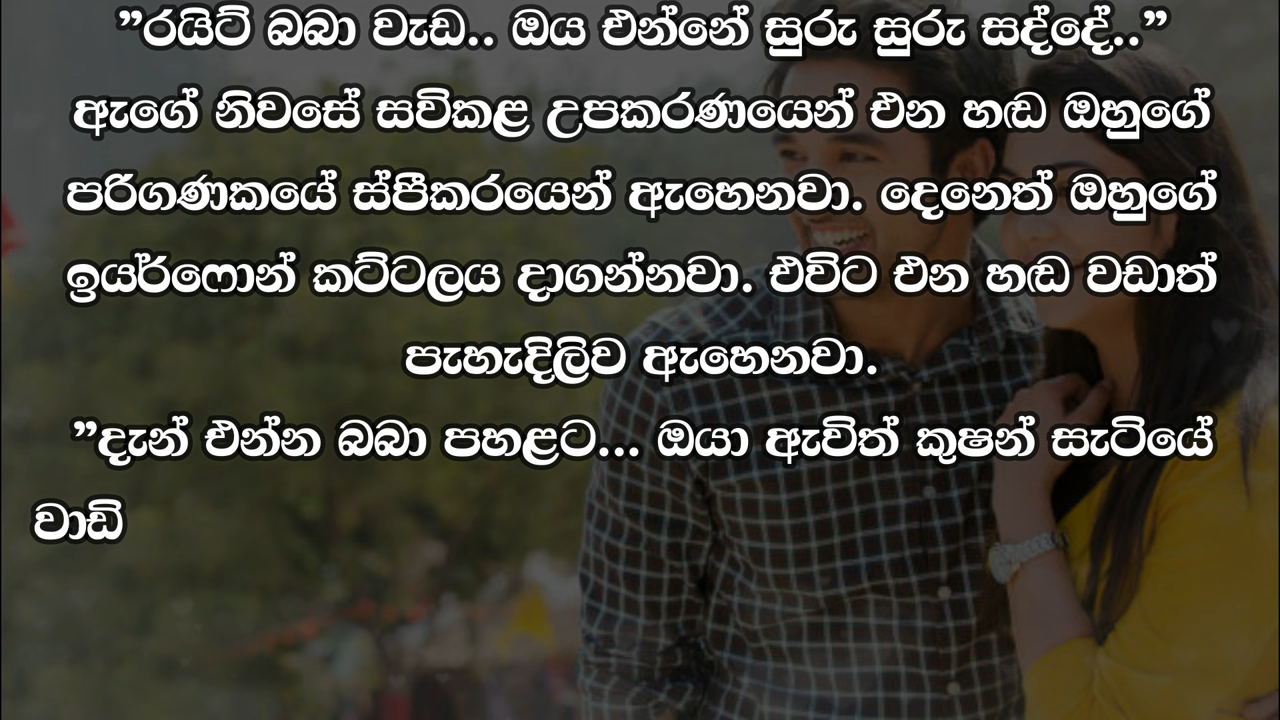 ”රයිට් බබා වැඩ.. ඔය එන්නේ සුරු සුරු සද්දේ..”
ඇගේ නිවසේ සවිකළ උපකරණයෙන් එන හඬ ඔහුගේ
පරිගණකයේ ස්පීකරයෙන් ඇහෙනවා. දෙනෙත් ඔහුගේ
ඉයර්ෆොන් කට්ටලය දාගන්නවා. එවිට එන හඬ වඩාත්
පැහැදිලිව ඇහෙනවා.
”දැන් එන්න බබා පහළට... ඔයා ඇවිත් කුෂන් සැටියේ
වාඩි